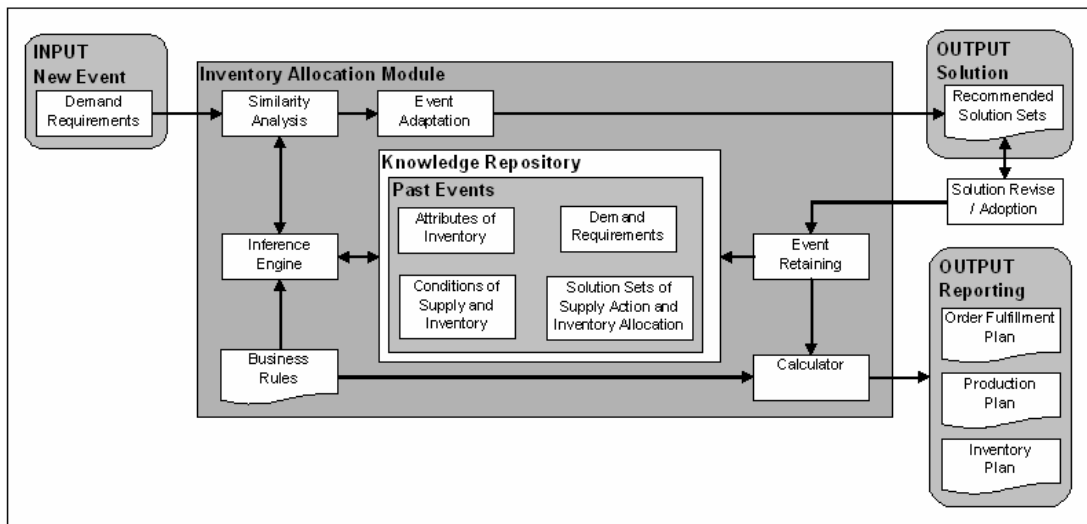 INPUT
New Event
Demand
Requirements
Inventory Allocation Module
Similarity
Analysis
Event
Adaptation
OUTPUT
Solution
Recommended
Solution Sets
Solution Revise
/ Adoption
Knowledge Repository
Past Events
Attributes of
Inventory
Demand
Requirements
Conditions of
Supply and
Inventory
Solution Sets of
Supply Action and
Inventory Allocation
Inference
Engine
Event
Retaining
Business
Rules
Calculator
OUTPUT
Reporting
Order Fulfillment
Plan
Production
Plan
Inventory
Plan